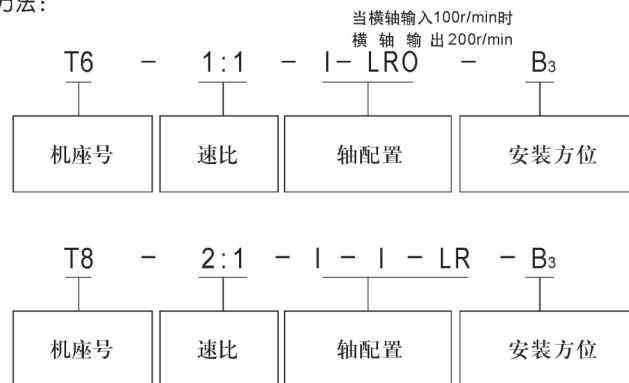 方法：
当横轴输入100r/min时
横 轴 输 出200r/min
T6 - 1:1 - I- LRO - B3
机座号 速比 轴配置 安装方位
T8 - 2:1 - I - I - LR - B3
机座号 速比 轴配置 安装方位